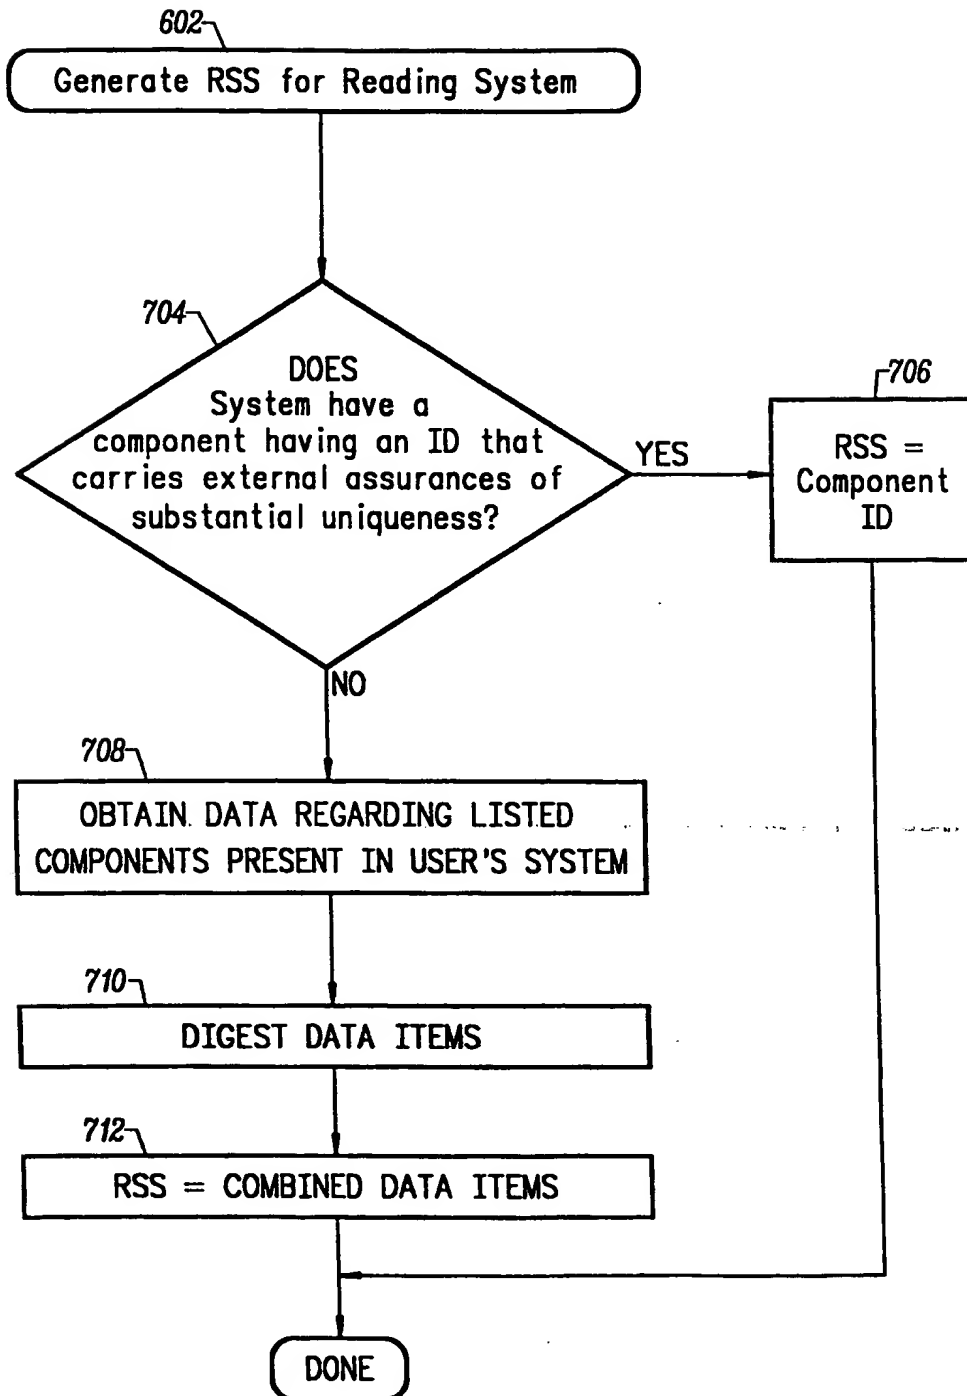 602
Generate RSS for Reading System
704
DOES
System have a
component having an ID that
carries external assurances of
substantial uniqueness?
YES
706
RSS =
Component
ID
NO
708
OBTAIN DATA REGARDING LISTED
COMPONENTS PRESENT IN USER'S SYSTEM
710
DIGEST DATA ITEMS
712
RSS = COMBINED DATA ITEMS
DONE